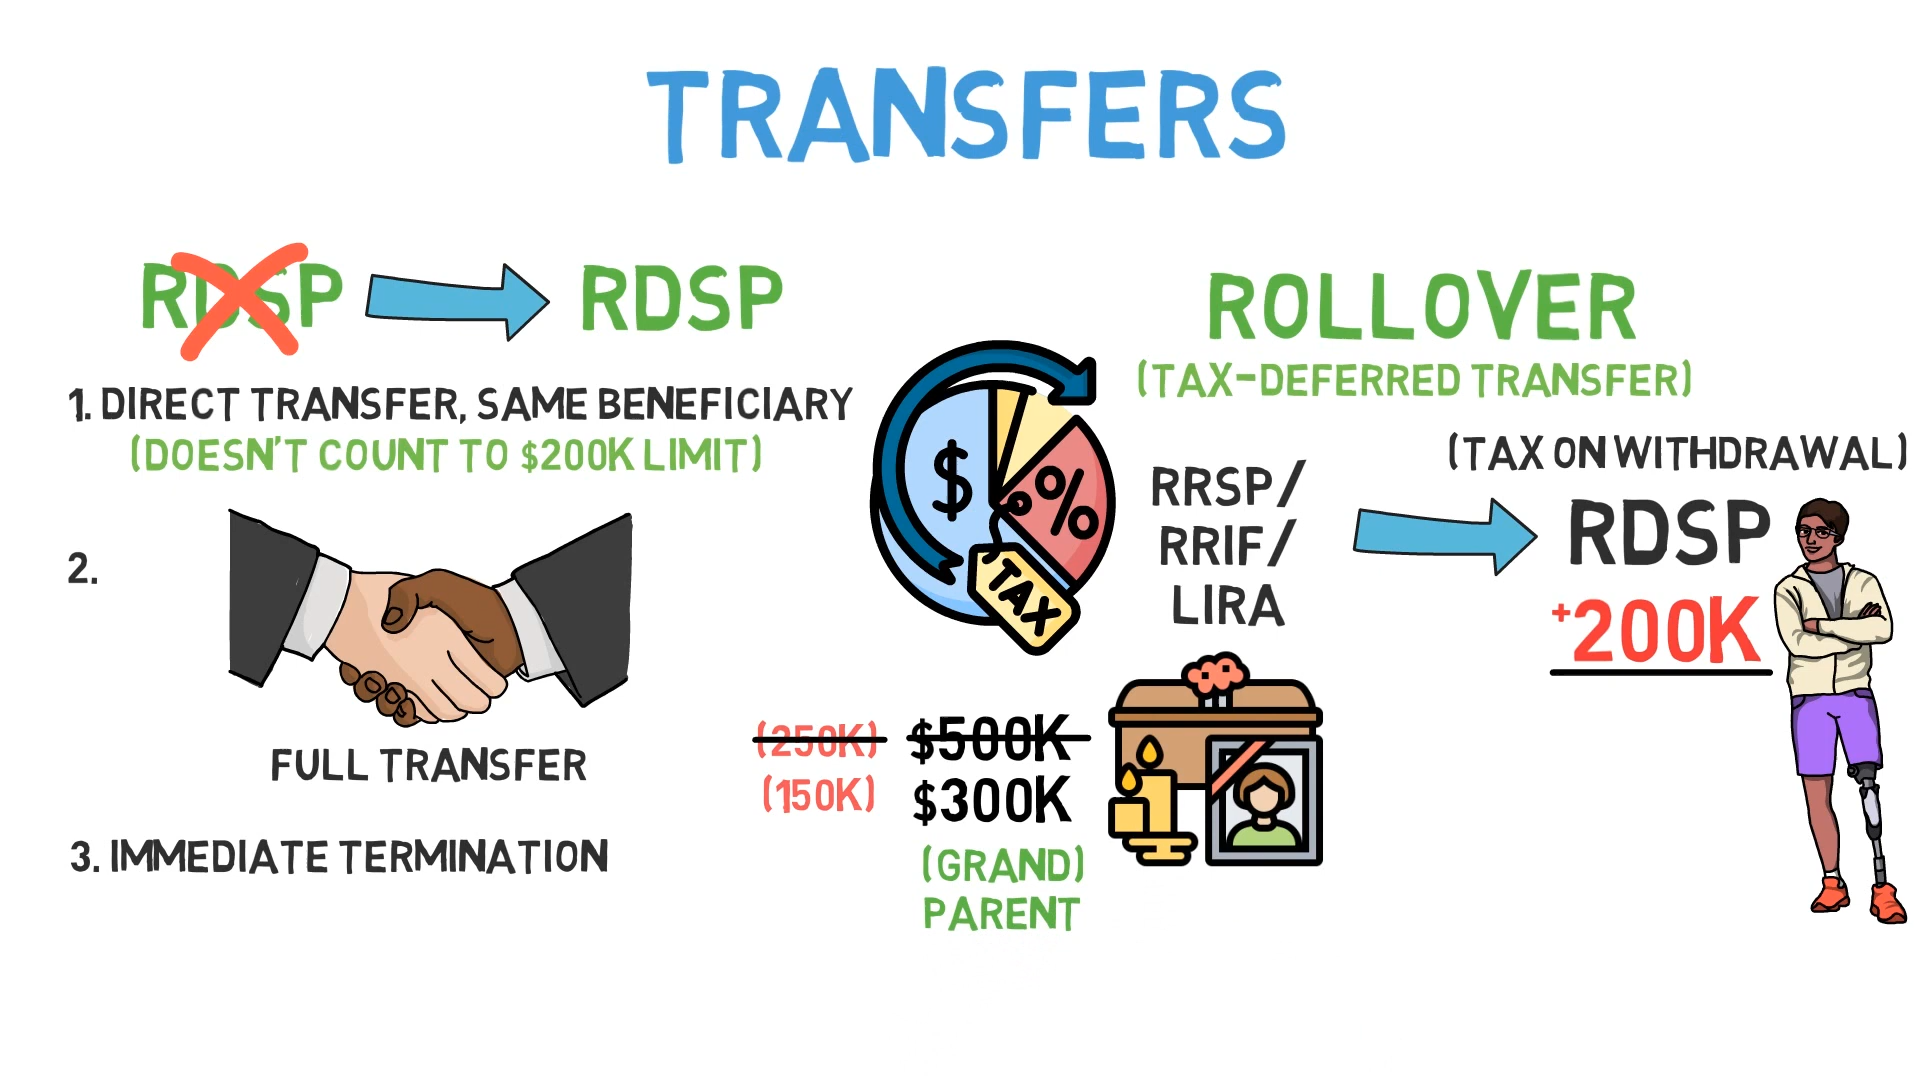 TRANSFERS
RDSP
RDSP
1. DIRECT TRANSFER, SAME BENEFICIARY
(DOESN'T COUNT TO $200K LIMIT)
2.
FULL TRANSFER
3. IMMEDIATE TERMINATION
$
%
TAX
ROLLOVER
(TAX-DEFERRED TRANSFER)
(TAX ON WITHDRAWAL)
RRSP/
RRIF/
LIRA
RDSP
+200K
(250K) $500K
(150K) $300K
(GRAND)
PARENT